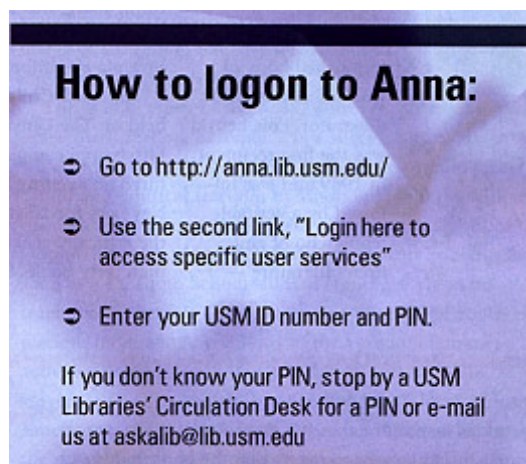 How to logon to Anna:
➲ Go to http://anna.lib.usm.edu/
➲ Use the second link, "Login here to
access specific user services"
➲ Enter your USM ID number and PIN.
If you don't know your PIN, stop by a USM
Libraries' Circulation Desk for a PIN or e-mail
us at askalib@lib.usm.edu